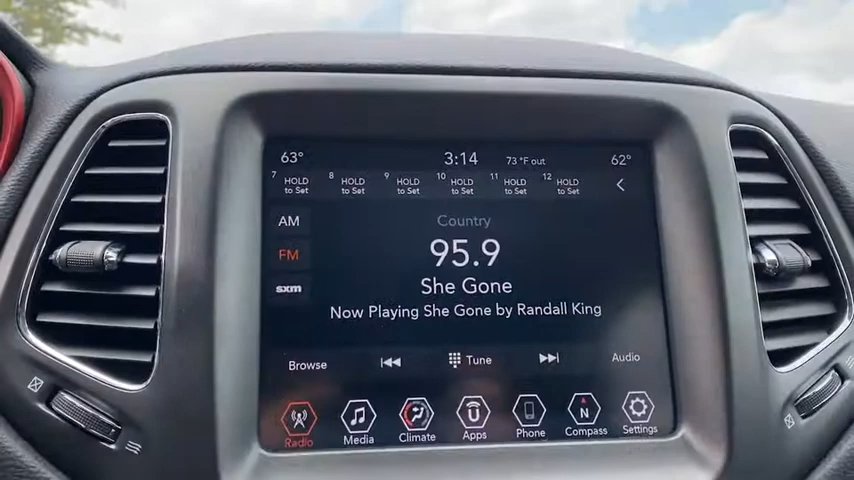 63° 3:14 73 °F out 62°
7 HOLD to Set 8 HOLD to Set 9 HOLD to Set 10 HOLD to Set 11 HOLD to Set 12 HOLD to Set
AM
Country
95.9
FM
She Gone
sxm
Now Playing She Gone by Randall King
Browse Tune Audio
Radio Media Climate Apps Phone Compass Settings